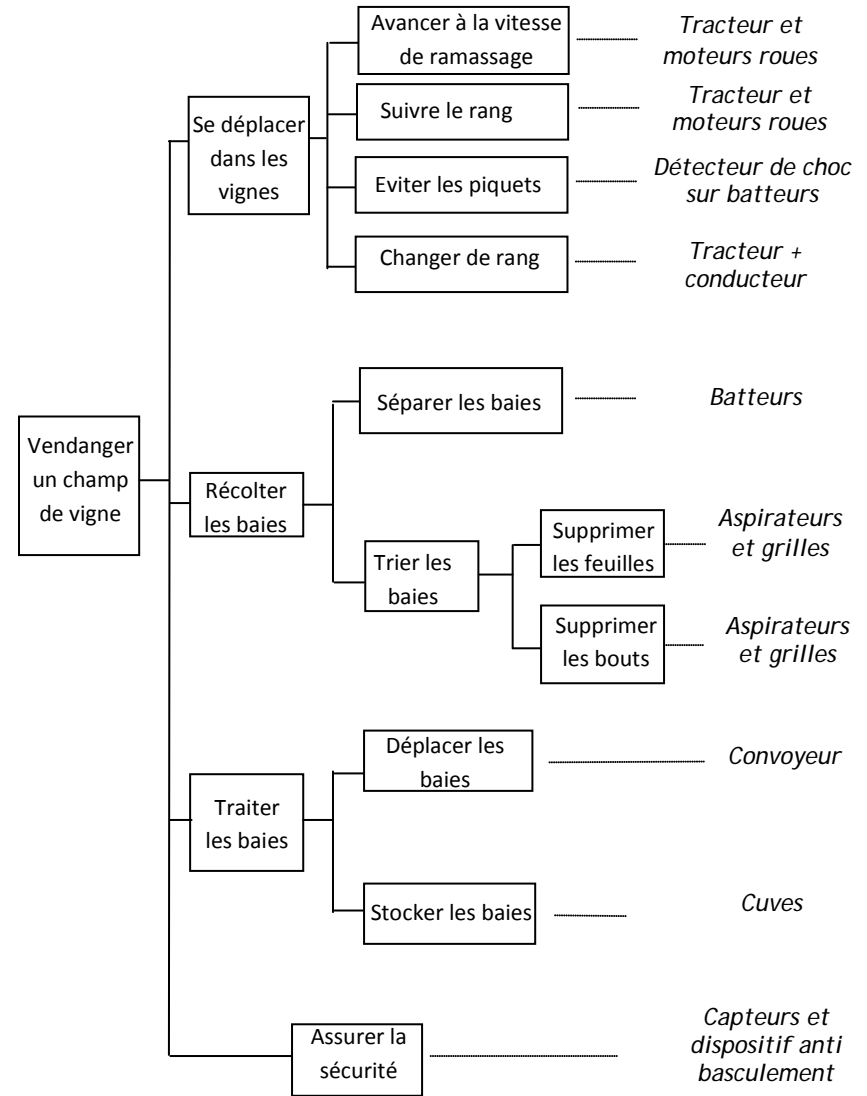 Avancer à la vitesse
de ramassage
Tracteur et
moteurs roues
Se déplacer
dans les
vignes
Suivre le rang
Tracteur et
moteurs roues
Eviter les piquets
Détecteur de choc
sur batteurs
Changer de rang
Tracteur +
conducteur
Vendanger
un champ
de vigne
Récolter
les baies
Séparer les baies
Batteurs
Trier les
baies
Supprimer
les feuilles
Aspirateurs
et grilles
Supprimer
les bouts
Aspirateurs
et grilles
Traiter
les baies
Déplacer les
baies
Convoyeur
Stocker les baies
Cuves
Assurer la
sécurité
Capteurs et
dispositif anti
basculement